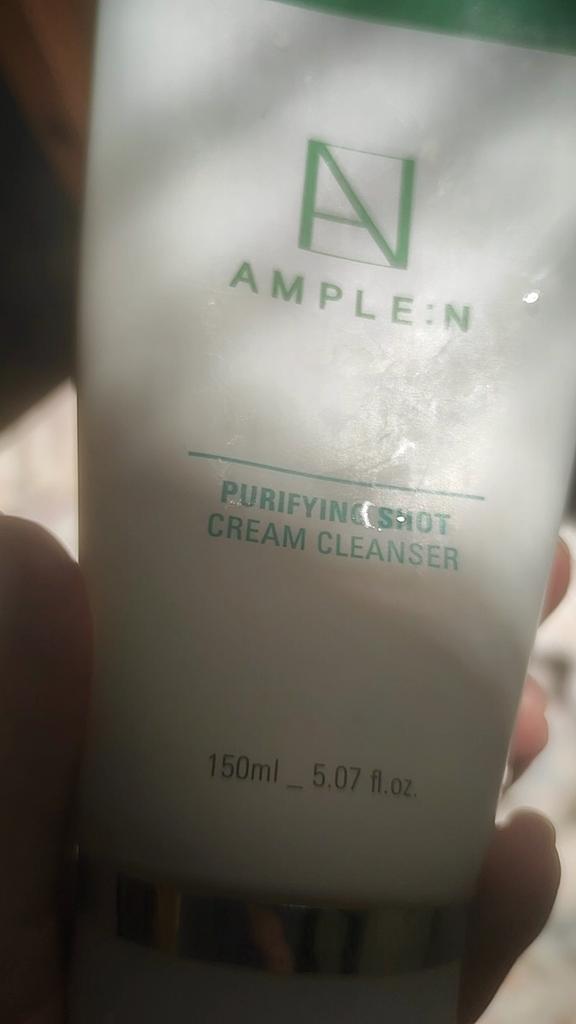 AMPLE:N
PURIFYING SHOT
CREAM CLEANSER
150ml _ 5.07 fl.oz.